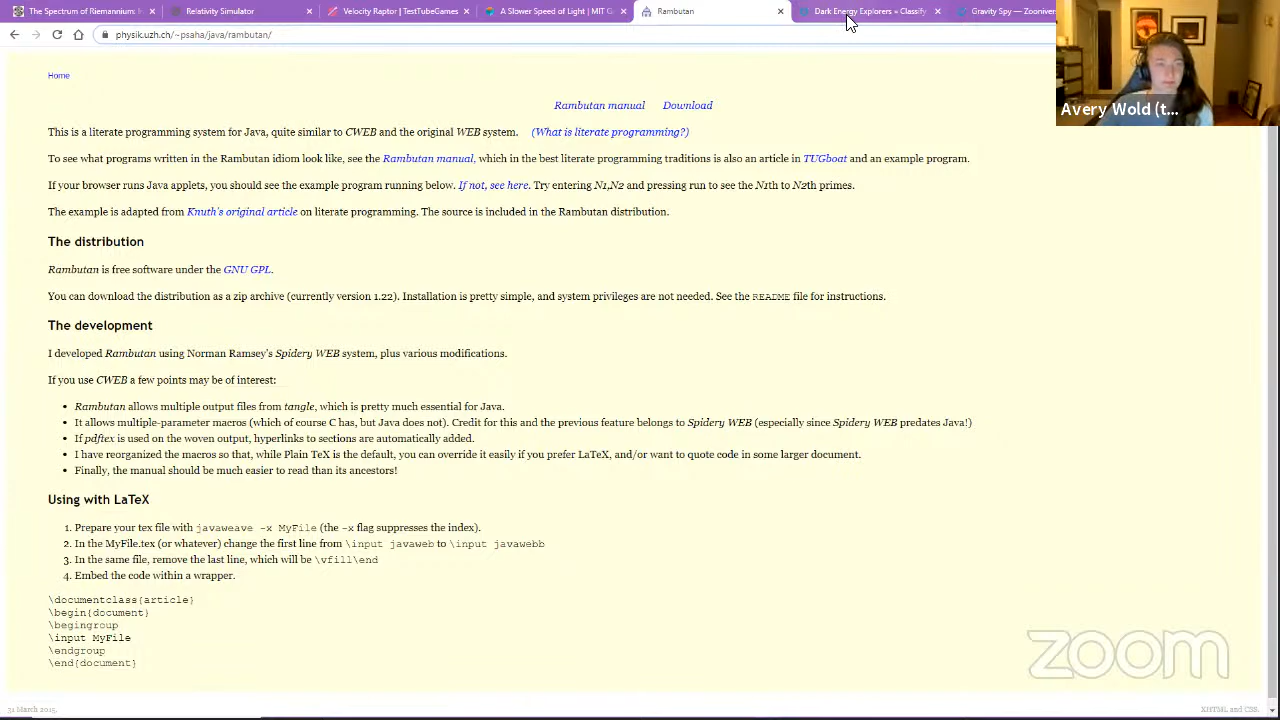 The Spectrum of Riemannium: M
Relativity Simulator
Velocity Raptor | TestTubeGames
A Slower Speed of Light | MIT G
Rambutan
Dark Energy Explorers » Classify
Gravity Spy — Zooniver
physik.uzh.ch/~psaha/java/rambutan/
Avery Wold (t...
Home
Rambutan manual Download
This is a literate programming system for Java, quite similar to CWEB and the original WEB system. (What is literate programming?)
To see what programs written in the Rambutan idiom look like, see the Rambutan manual, which in the best literate programming traditions is also an article in TUGboat and an example program.
If your browser runs Java applets, you should see the example program running below. If not, see here. Try entering N1,N2 and pressing run to see the N1th to N2th primes.
The example is adapted from Knuth's original article on literate programming. The source is included in the Rambutan distribution.
The distribution
Rambutan is free software under the GNU GPL.
You can download the distribution as a zip archive (currently version 1.22). Installation is pretty simple, and system privileges are not needed. See the README file for instructions.
The development
I developed Rambutan using Norman Ramsey's Spidery WEB system, plus various modifications.
If you use CWEB a few points may be of interest:
• Rambutan allows multiple output files from tangle, which is pretty much essential for Java.
• It allows multiple-parameter macros (which of course C has, but Java does not). Credit for this and the previous feature belongs to Spidery WEB (especially since Spidery WEB predates Java!)
• If pdftex is used on the woven output, hyperlinks to sections are automatically added.
• I have reorganized the macros so that, while Plain TeX is the default, you can override it easily if you prefer LaTeX, and/or want to quote code in some larger document.
• Finally, the manual should be much easier to read than its ancestors!
Using with LaTeX
1. Prepare your tex file with javaweave -x MyFile (the -x flag suppresses the index).
2. In the MyFile.tex (or whatever) change the first line from \input javaweb to \input javawebb
3. In the same file, remove the last line, which will be \vfill\end
4. Embed the code within a wrapper.
\documentclass{article}
\begin{document}
\begingroup
\input MyFile
\endgroup
\end{document}
zoom
31 March 2015.
XHTML and CSS.